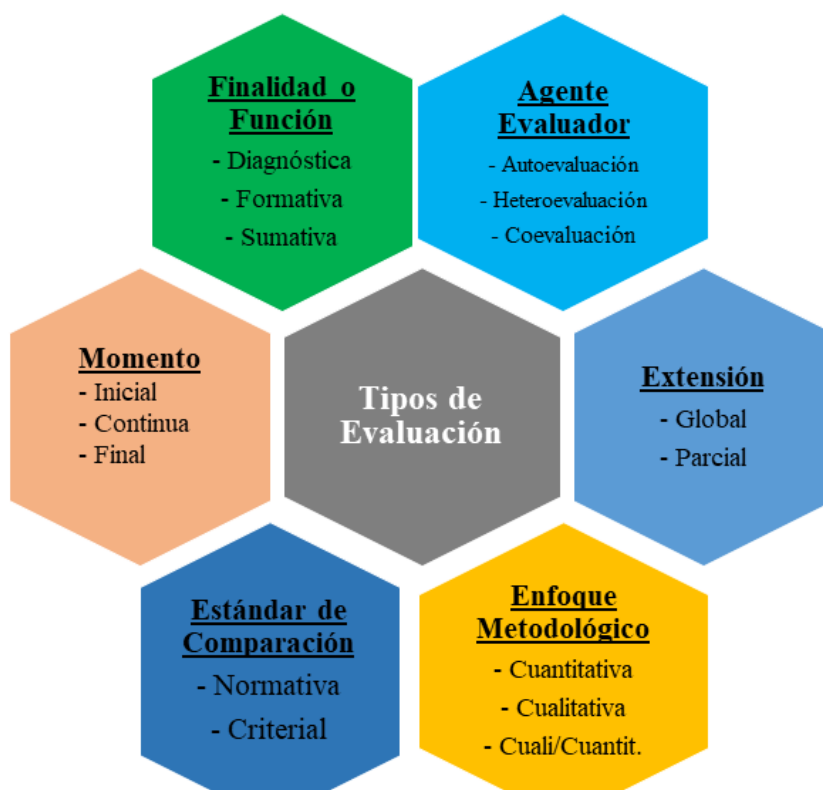 Finalidad o
Función
- Diagnóstica
- Formativa
- Sumativa
Agente
Evaluador
- Autoevaluación
- Heteroevaluación
- Coevaluación
Momento
- Inicial
- Continua
- Final
Tipos de
Evaluación
Extensión
- Global
- Parcial
Estándar de
Comparación
- Normativa
- Criterial
Enfoque
Metodológico
- Cuantitativa
- Cualitativa
- Cuali/Cuantit.